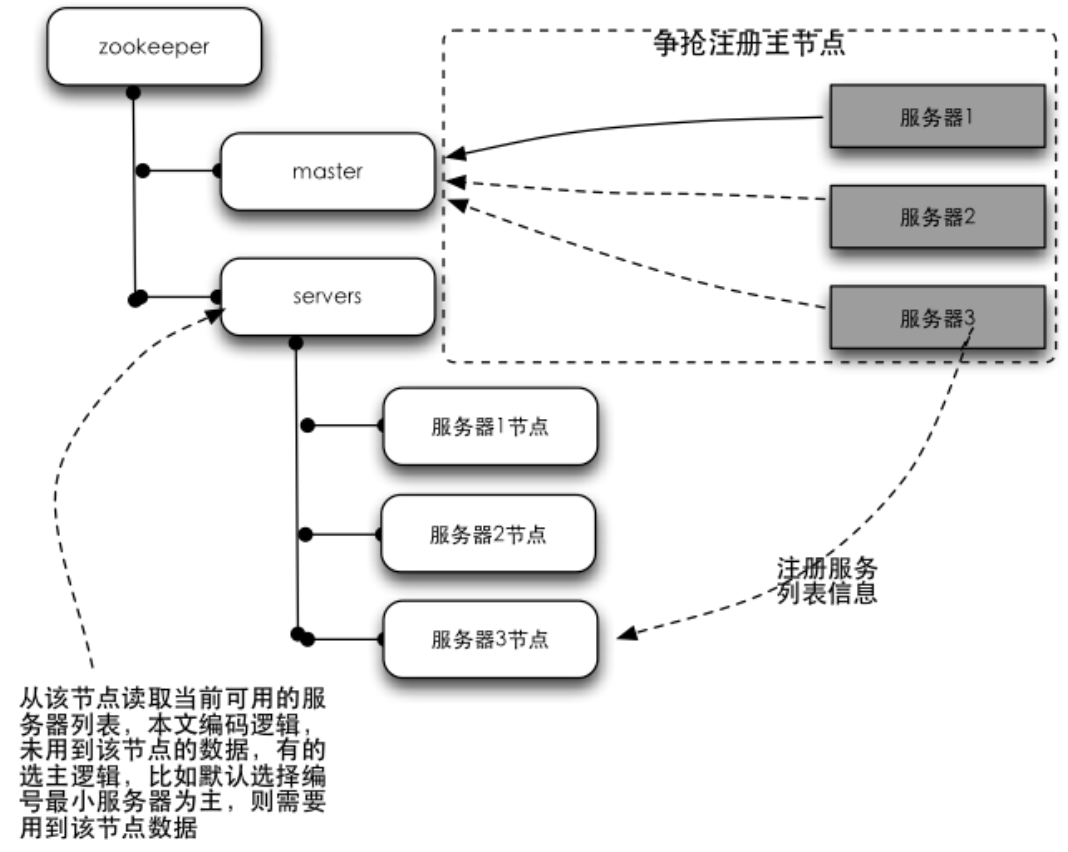 zookeeper
争抢注册主节点
服务器1
master
服务器2
servers
服务器3
服务器1节点
服务器2节点
注册服务
列表信息
服务器3节点
从该节点读取当前可用的服
务器列表，本文编码逻辑，
未用到该节点的数据，有的
选主逻辑，比如默认选择编
号最小服务器为主，则需要
用到该节点数据